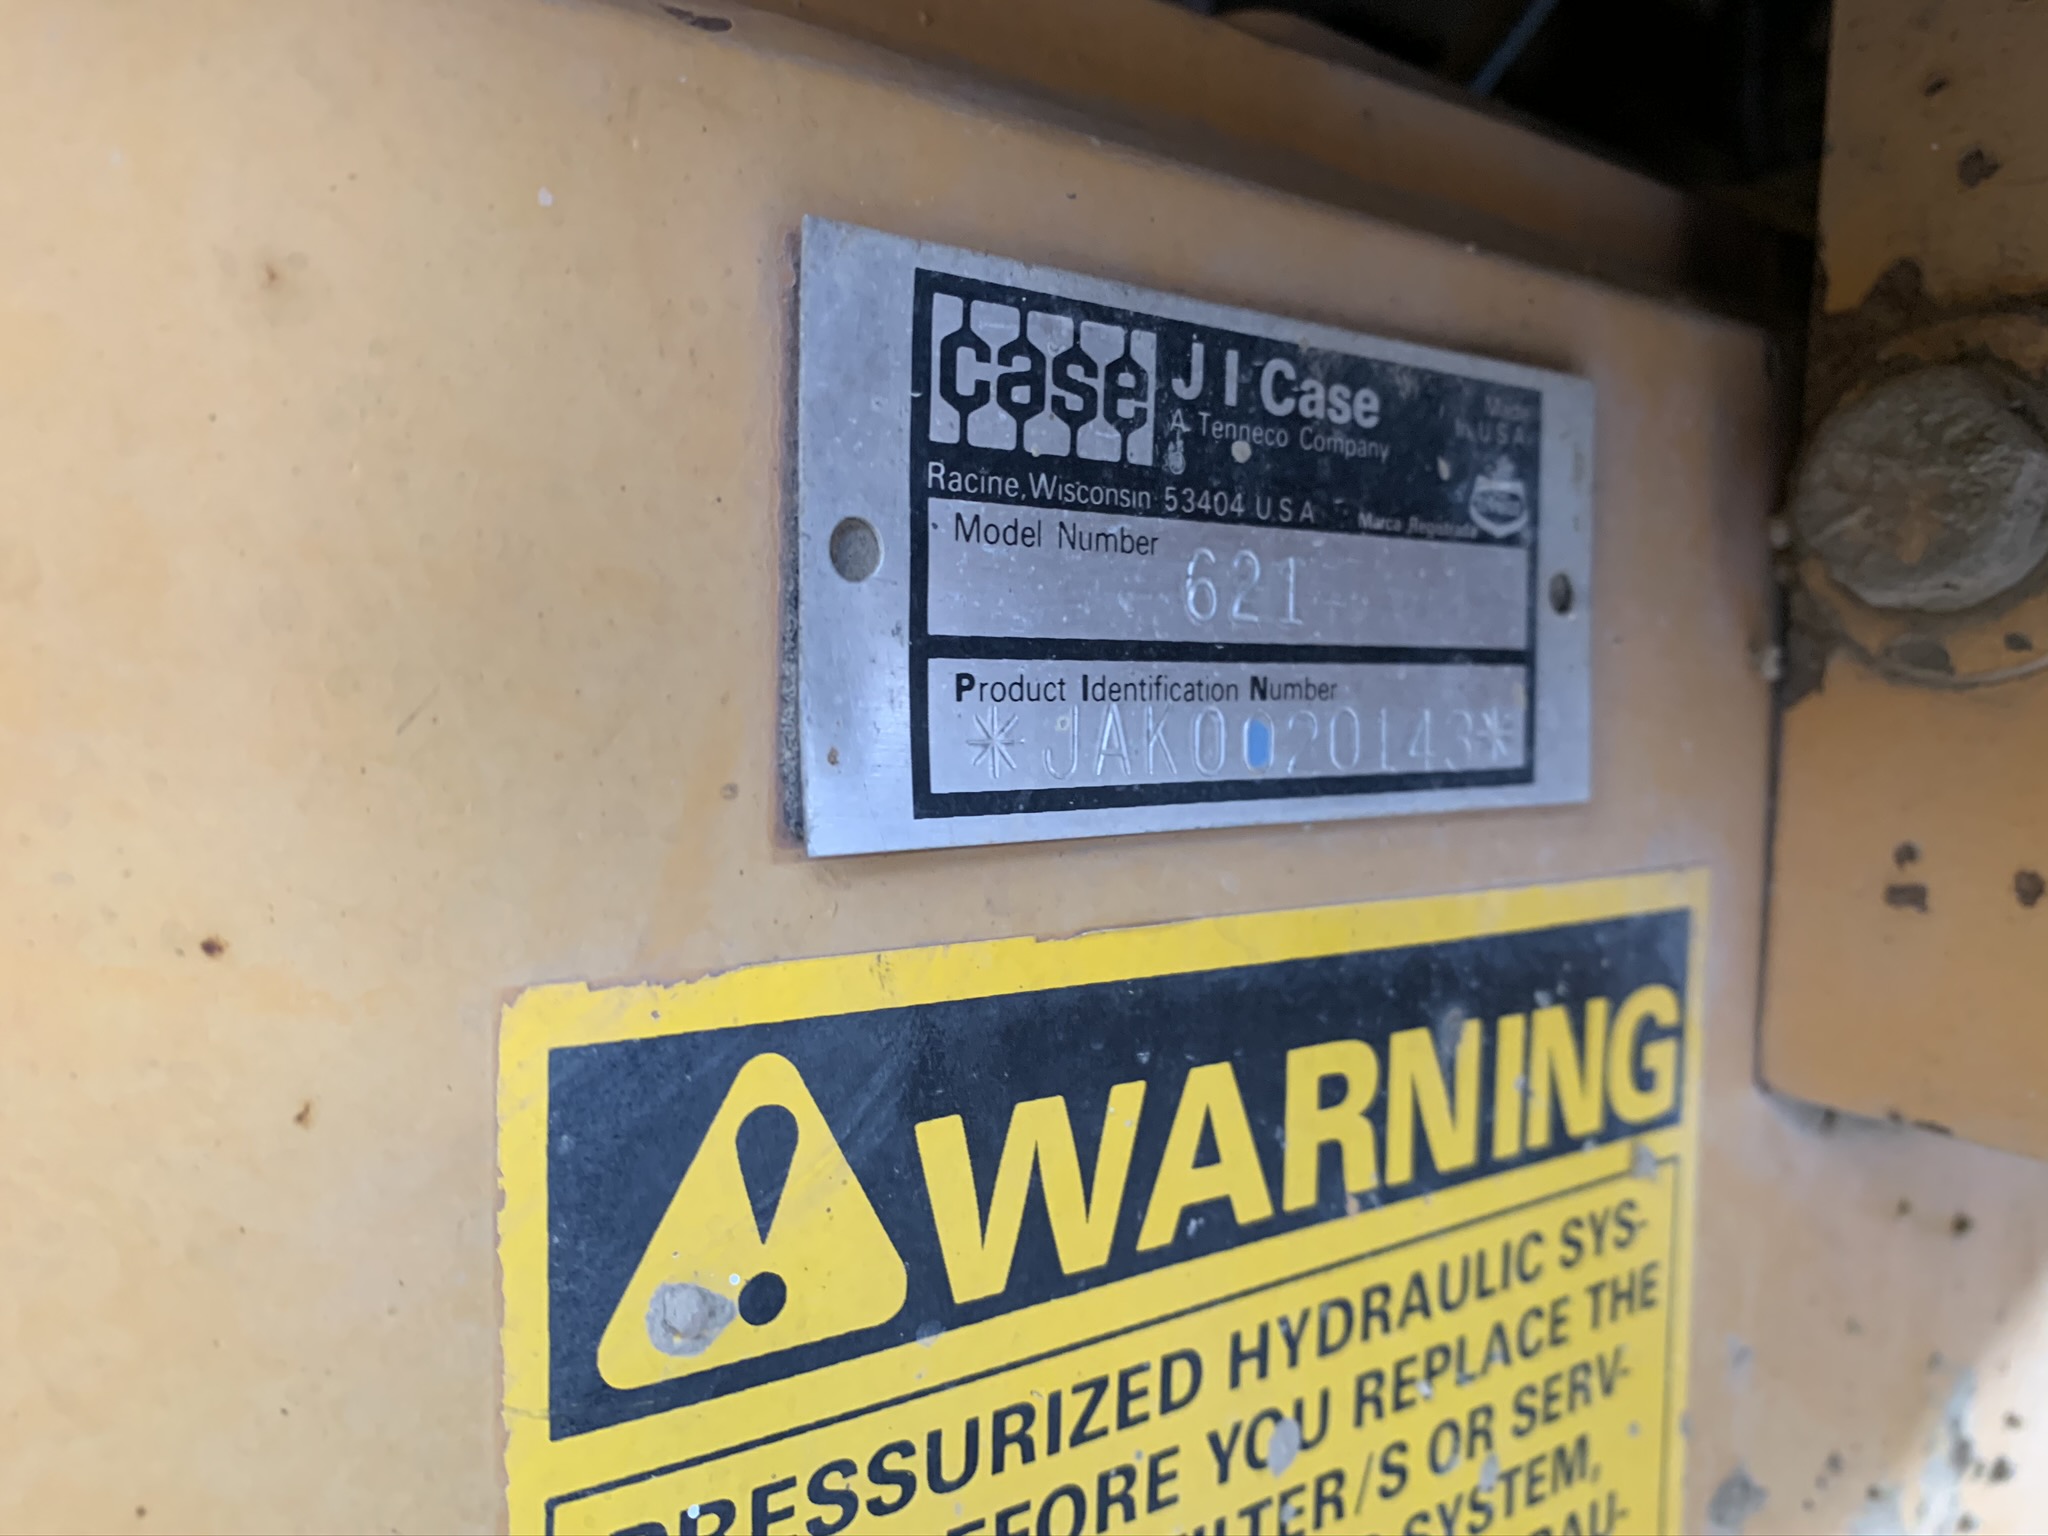 case
J I Case
A Tenneco Company
Made
In U S A
Racine, Wisconsin 53404 U S A
Marca Registrada
Model Number
621
Product Identification Number
*JAK0020143*
WARNING
PRESSURIZED HYDRAULIC SYS-
BEFORE YOU REPLACE THE
OR SERV-
SYSTEM,